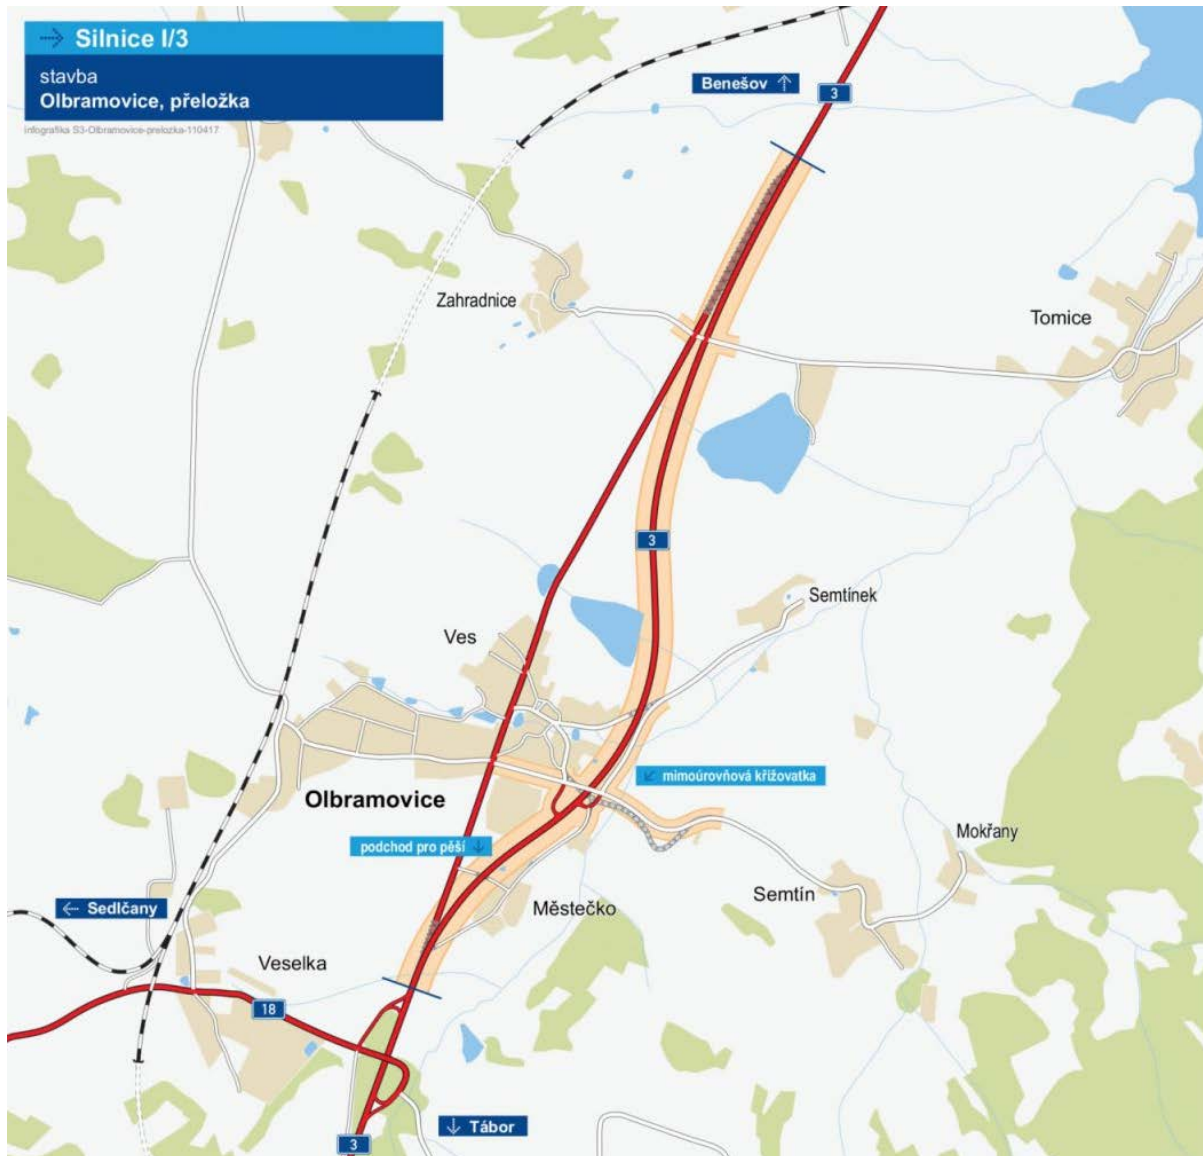 Silnice I/3
stavba
Olbramovice, přeložka
infografika S3-Olbramovice-prelozka-110417
Benešov
3
Zahradnice
Tomice
3
Semtínek
Ves
mimoúrovňová křižovatka
Olbramovice
podchod pro pěší
Mokřany
Semtín
Sedlčany
Městečko
Veselka
18
Tábor
3